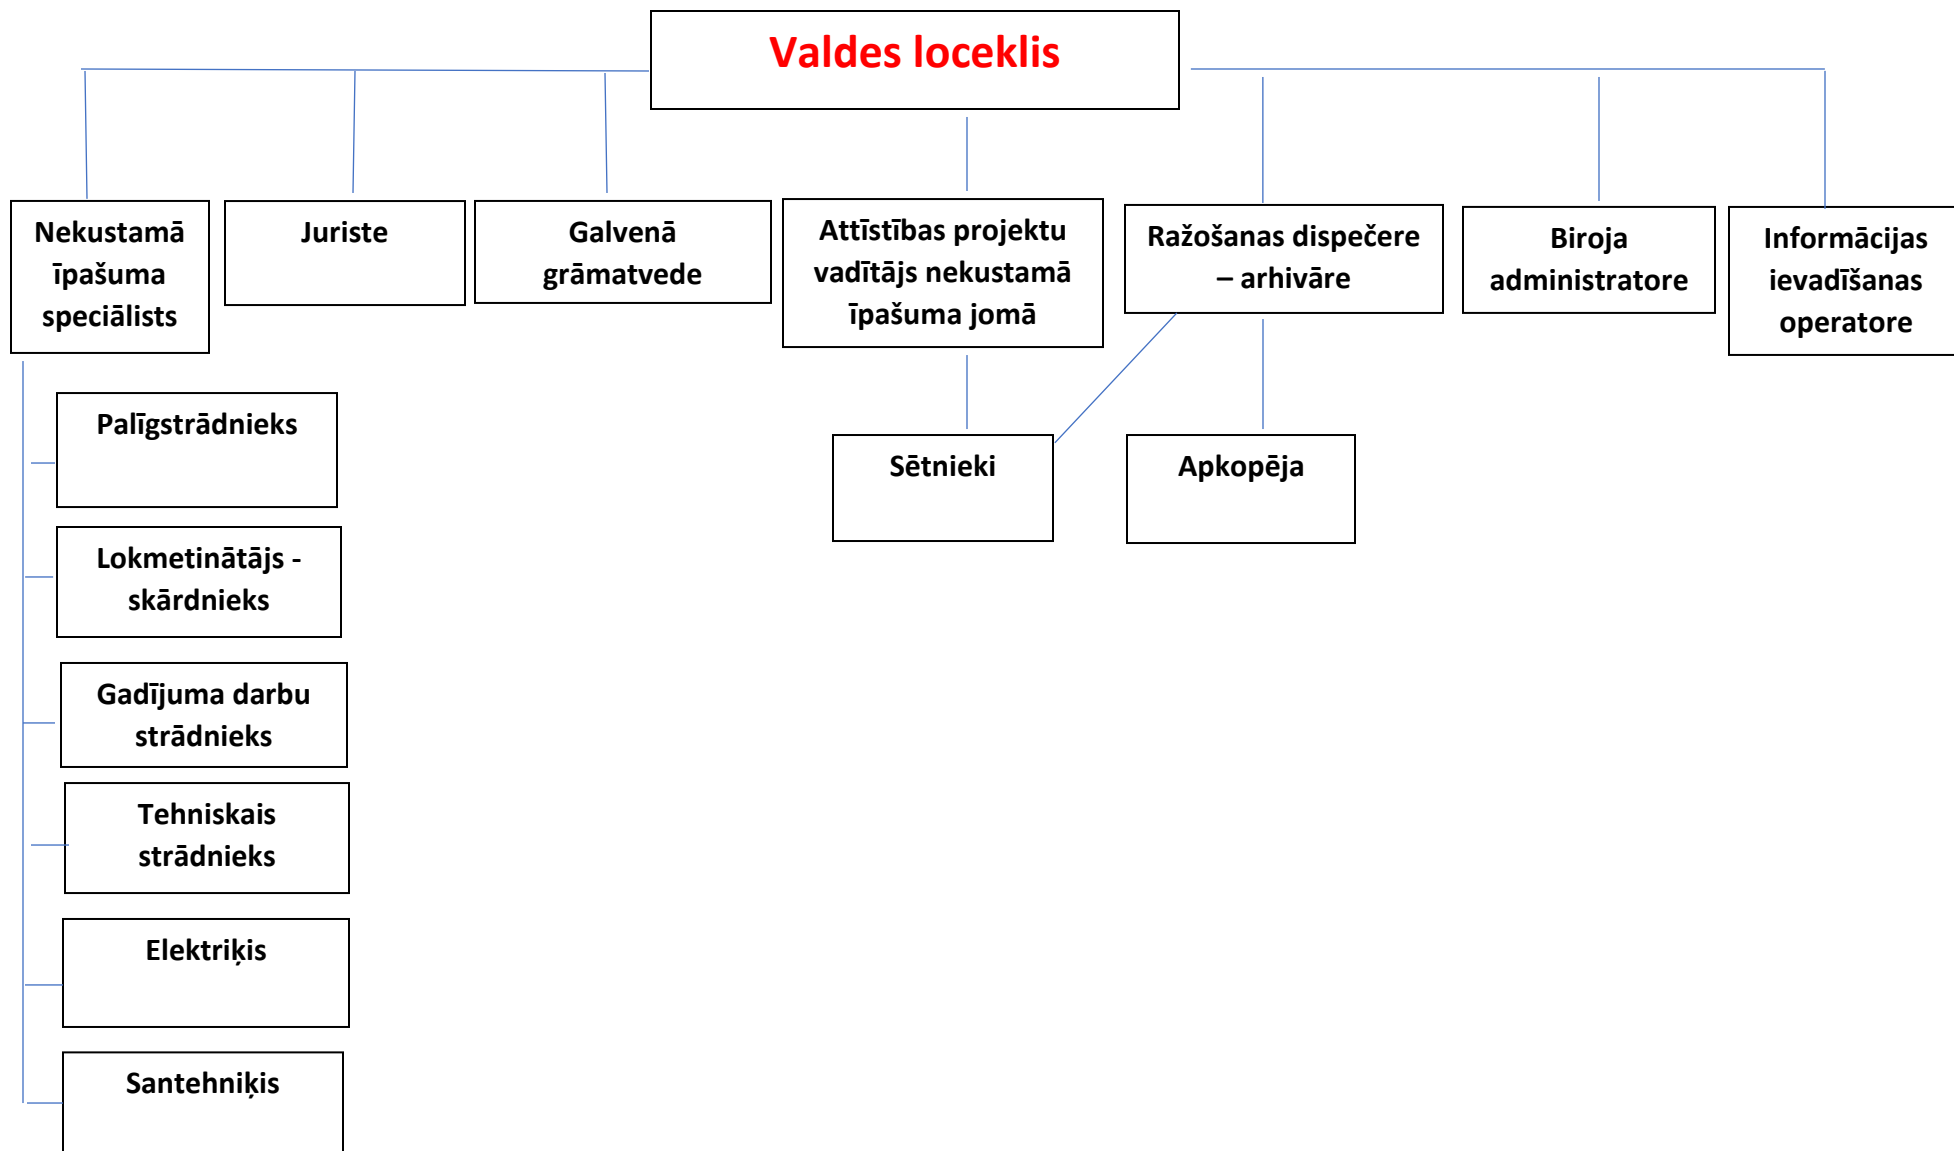 Valdes loceklis
Nekustamā
īpašuma
speciālists
Juriste
Galvenā
grāmatvede
Attīstības projektu
vadītājs nekustamā
īpašuma jomā
Ražošanas dispečere
– arhivāre
Biroja
administratore
Informācijas
ievadīšanas
operatore
Palīgstrādnieks
Sētnieki
Apkopēja
Lokmetinātājs -
skārdnieks
Gadījuma darbu
strādnieks
Tehniskais
strādnieks
Elektriķis
Santehniķis